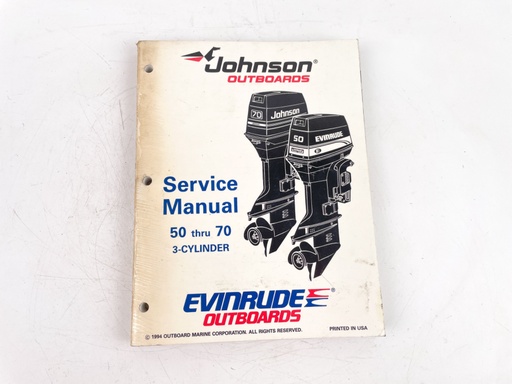 Johnson®
OUTBOARDS
70 Johnson
50 EVINRUDE
Service
Manual
50 thru 70
3-CYLINDER
EVINRUDE®
OUTBOARDS
© 1994 OUTBOARD MARINE CORPORATION. ALL RIGHTS RESERVED. PRINTED IN USA